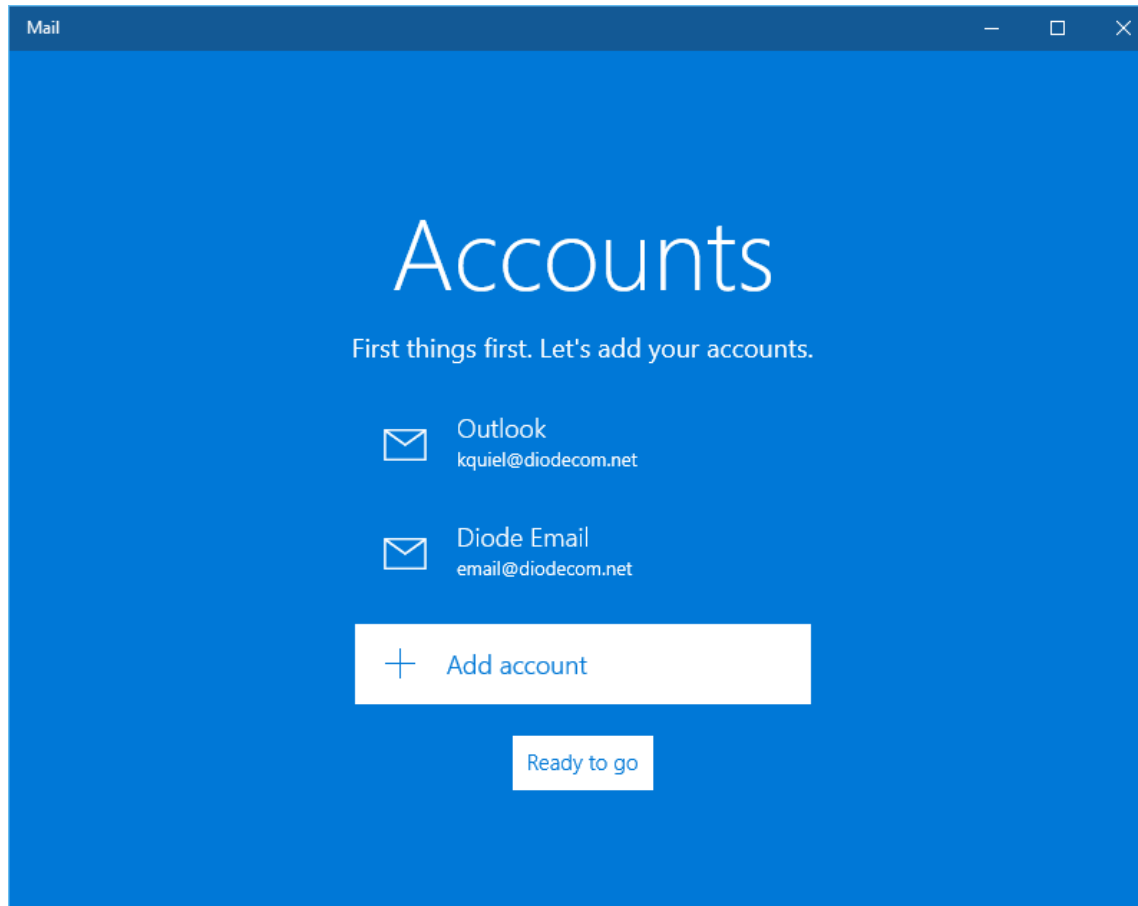 Mail
Accounts
First things first. Let's add your accounts.
Outlook
kquiel@diodecom.net
Diode Email
email@diodecom.net
Add account
Ready to go